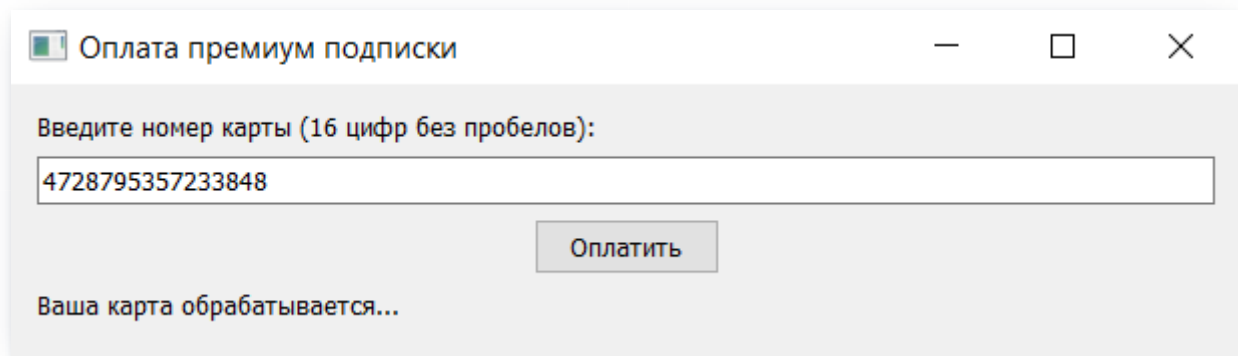 Оплата премиум подписки
Введите номер карты (16 цифр без пробелов):
4728795357233848
Оплатить
Ваша карта обрабатывается...